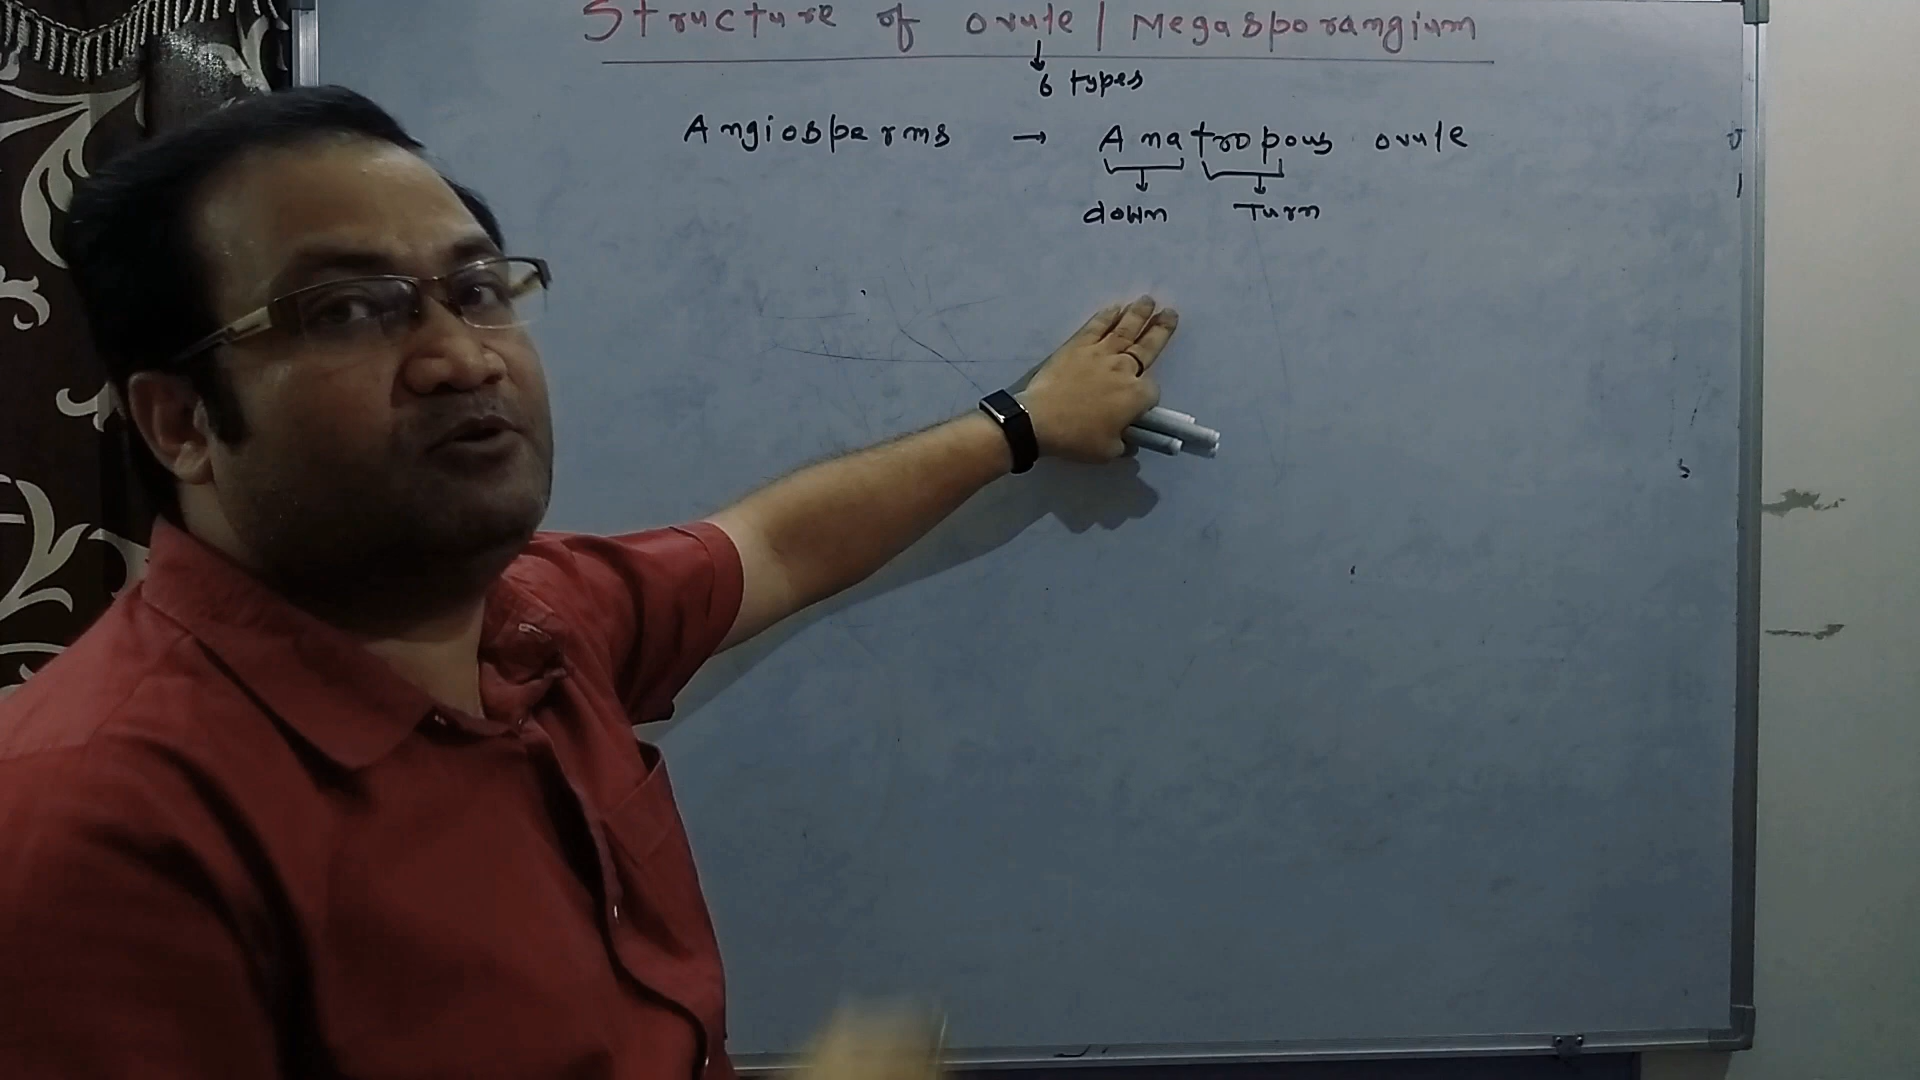 Structure of ovule / Megasporangium
↓
6 types
Angiosperms → Anatropous ovule
↓ ↓
down Turn